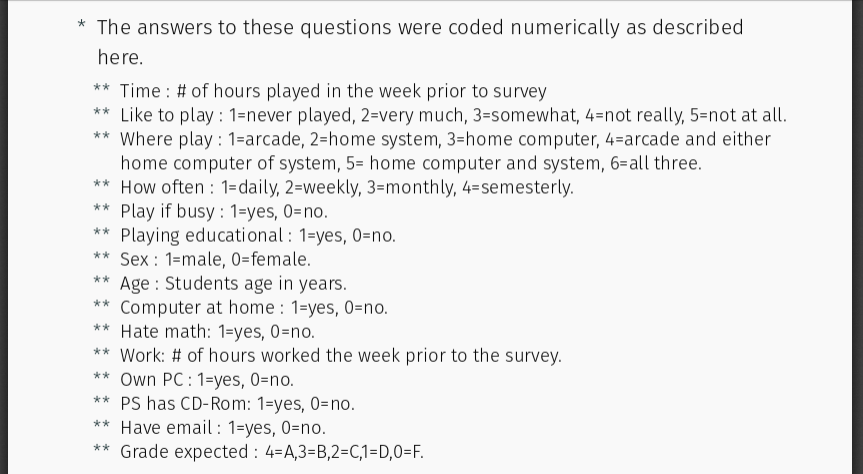 * The answers to these questions were coded numerically as described
here.
** Time : # of hours played in the week prior to survey
** Like to play : 1=never played, 2=very much, 3=somewhat, 4=not really, 5=not at all.
** Where play : 1=arcade, 2=home system, 3=home computer, 4=arcade and either
home computer of system, 5= home computer and system, 6=all three.
** How often : 1=daily, 2=weekly, 3=monthly, 4=semesterly.
** Play if busy : 1=yes, 0=no.
** Playing educational : 1=yes, 0=no.
** Sex : 1=male, 0=female.
** Age : Students age in years.
** Computer at home : 1=yes, 0=no.
** Hate math: 1=yes, 0=no.
** Work: # of hours worked the week prior to the survey.
** Own PC : 1=yes, 0=no.
** PS has CD-Rom: 1=yes, 0=no.
** Have email : 1=yes, 0=no.
** Grade expected : 4=A,3=B,2=C,1=D,0=F.